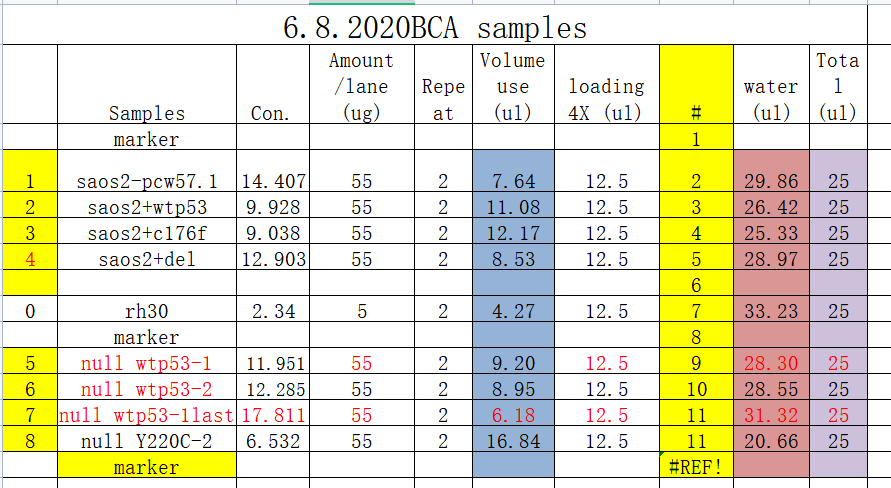 6.8.2020BCA samples
Samples Con. Amount /lane (ug) Repe at Volume use (ul) loading 4X (ul) # water (ul) Tota l (ul)
marker 1
1 saos2-pcw57.1 14.407 55 2 7.64 12.5 2 29.86 25
2 saos2+wtp53 9.928 55 2 11.08 12.5 3 26.42 25
3 saos2+c176f 9.038 55 2 12.17 12.5 4 25.33 25
4 saos2+del 12.903 55 2 8.53 12.5 5 28.97 25
6
0 rh30 2.34 5 2 4.27 12.5 7 33.23 25
marker 8
5 null wtp53-1 11.951 55 2 9.20 12.5 9 28.30 25
6 null wtp53-2 12.285 55 2 8.95 12.5 10 28.55 25
7 null wtp53-1last 17.811 55 2 6.18 12.5 11 31.32 25
8 null Y220C-2 6.532 55 2 16.84 12.5 11 20.66 25
marker #REF!